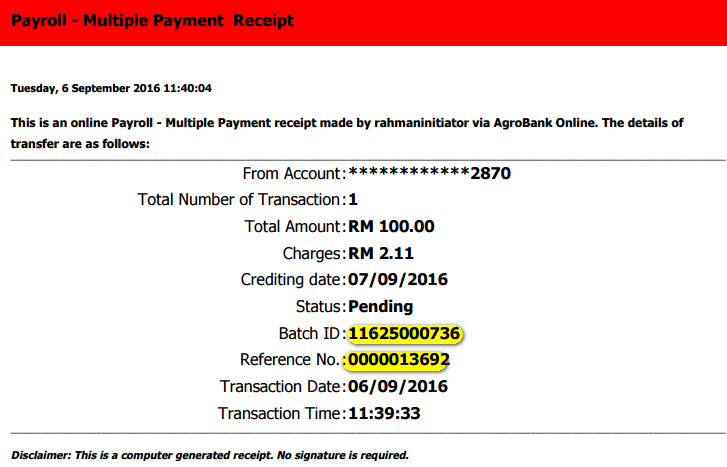 Payroll - Multiple Payment  Receipt
Tuesday, 6 September 2016 11:40:04
This is an online Payroll - Multiple Payment receipt made by rahmaninitiator via AgroBank Online. The details of
transfer are as follows:
From Account:************2870
Total Number of Transaction:1
Total Amount:RM 100.00
Charges:RM 2.11
Crediting date:07/09/2016
Status:Pending
Batch ID:11625000736
Reference No.:0000013692
Transaction Date:06/09/2016
Transaction Time:11:39:33
Disclaimer: This is a computer generated receipt. No signature is required.